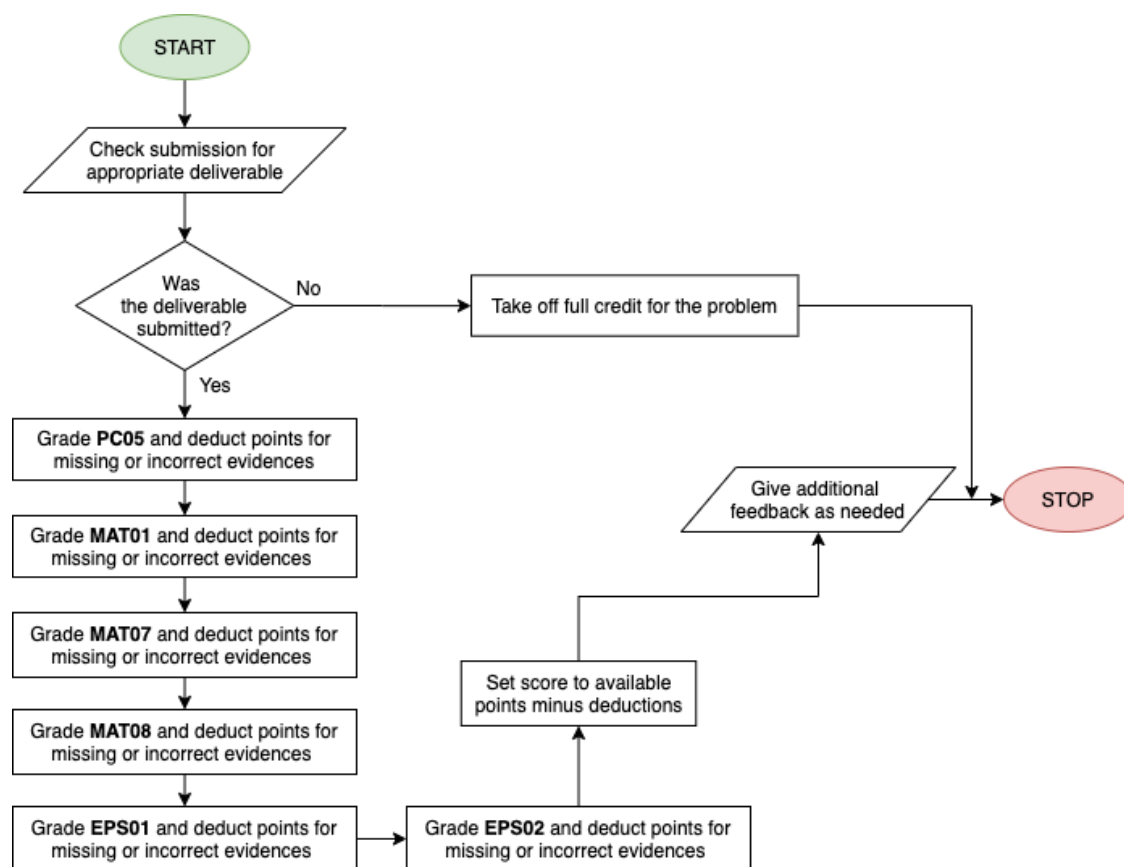 START
Check submission for
appropriate deliverable
Was
the deliverable
submitted?
No
Take off full credit for the problem
Yes
Grade PC05 and deduct points for
missing or incorrect evidences
Grade MAT01 and deduct points for
missing or incorrect evidences
Grade MAT07 and deduct points for
missing or incorrect evidences
Grade MAT08 and deduct points for
missing or incorrect evidences
Grade EPS01 and deduct points for
missing or incorrect evidences
Grade EPS02 and deduct points for
missing or incorrect evidences
Set score to available
points minus deductions
Give additional
feedback as needed
STOP